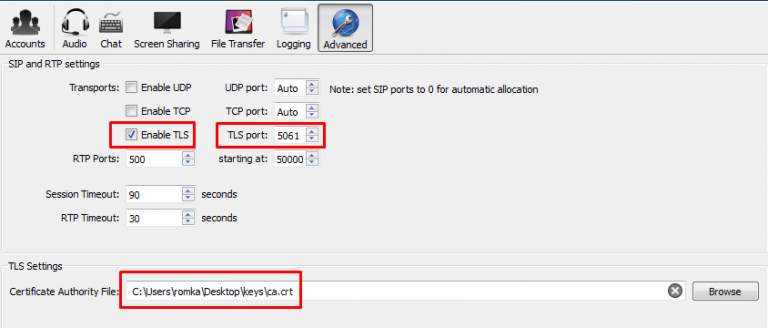 Accounts Audio Chat Screen Sharing File Transfer Logging Advanced
SIP and RTP settings
Transports: Enable UDP UDP port: Auto Note: set SIP ports to 0 for automatic allocation
Enable TCP TCP port: Auto
Enable TLS TLS port: 5061
RTP Ports: 500 starting at: 50000
Session Timeout: 90 seconds
RTP Timeout: 30 seconds
TLS Settings
Certificate Authority File: C:\Users\romka\Desktop\keys\ca.crt Browse